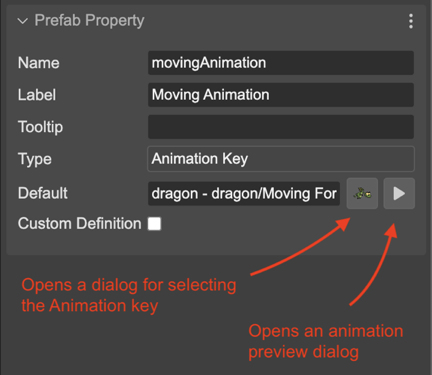 Prefab Property
Name movingAnimation
Label Moving Animation
Tooltip
Type Animation Key
Default dragon - dragon/Moving For
Custom Definition
Opens a dialog for selecting
the Animation key
Opens an animation
preview dialog